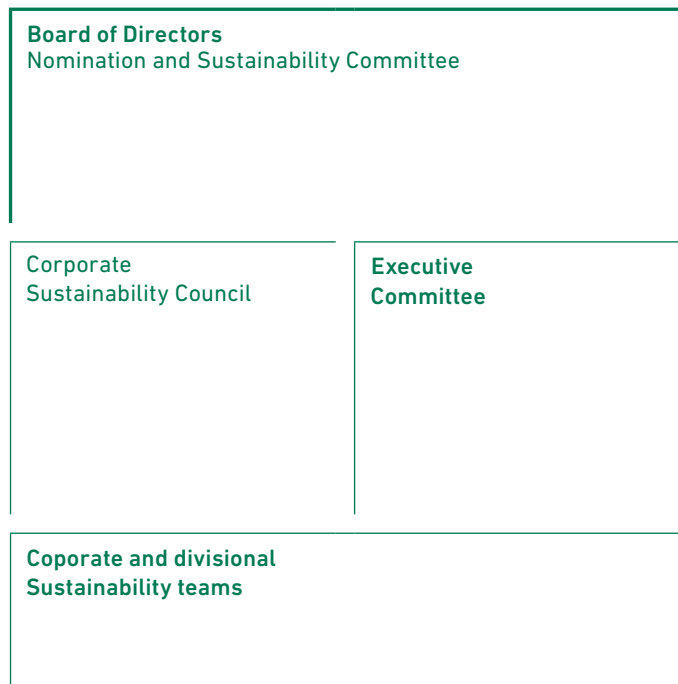 Board of Directors
Nomination and Sustainability Committee
Corporate
Sustainability Council
Executive
Committee
Coporate and divisional
Sustainability teams